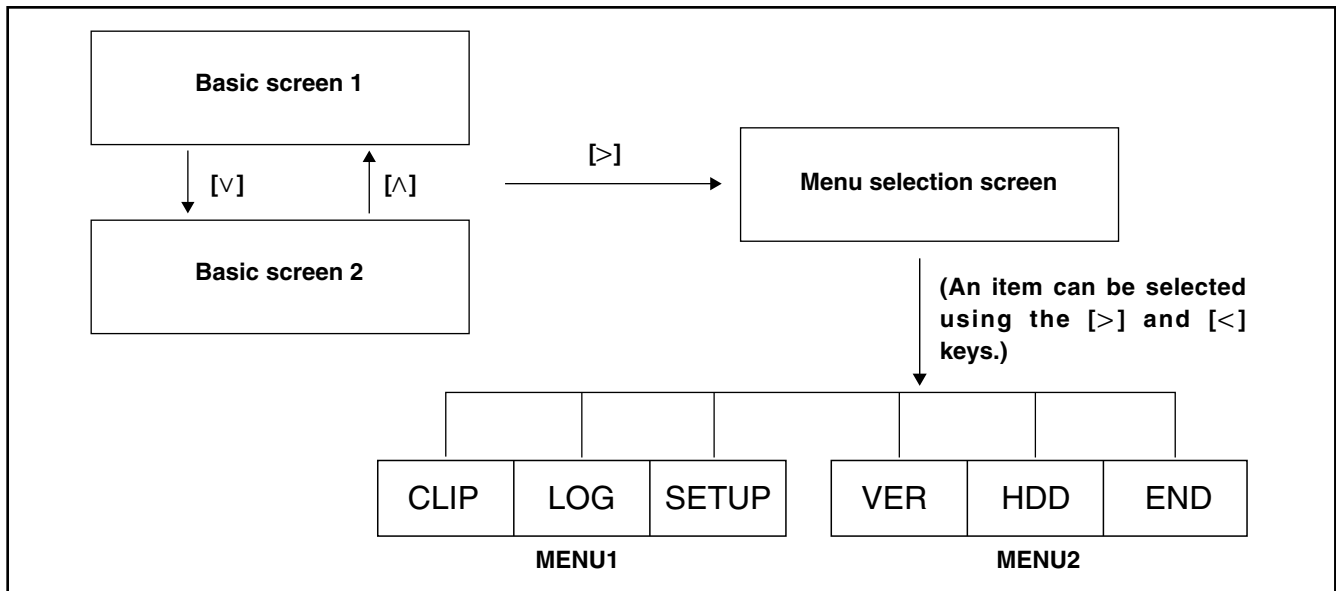 Basic screen 1
[∨]
[∧]
[>]
Menu selection screen
Basic screen 2
(An item can be selected
using the [>] and [<]
keys.)
CLIP LOG SETUP VER HDD END
MENU1 MENU2